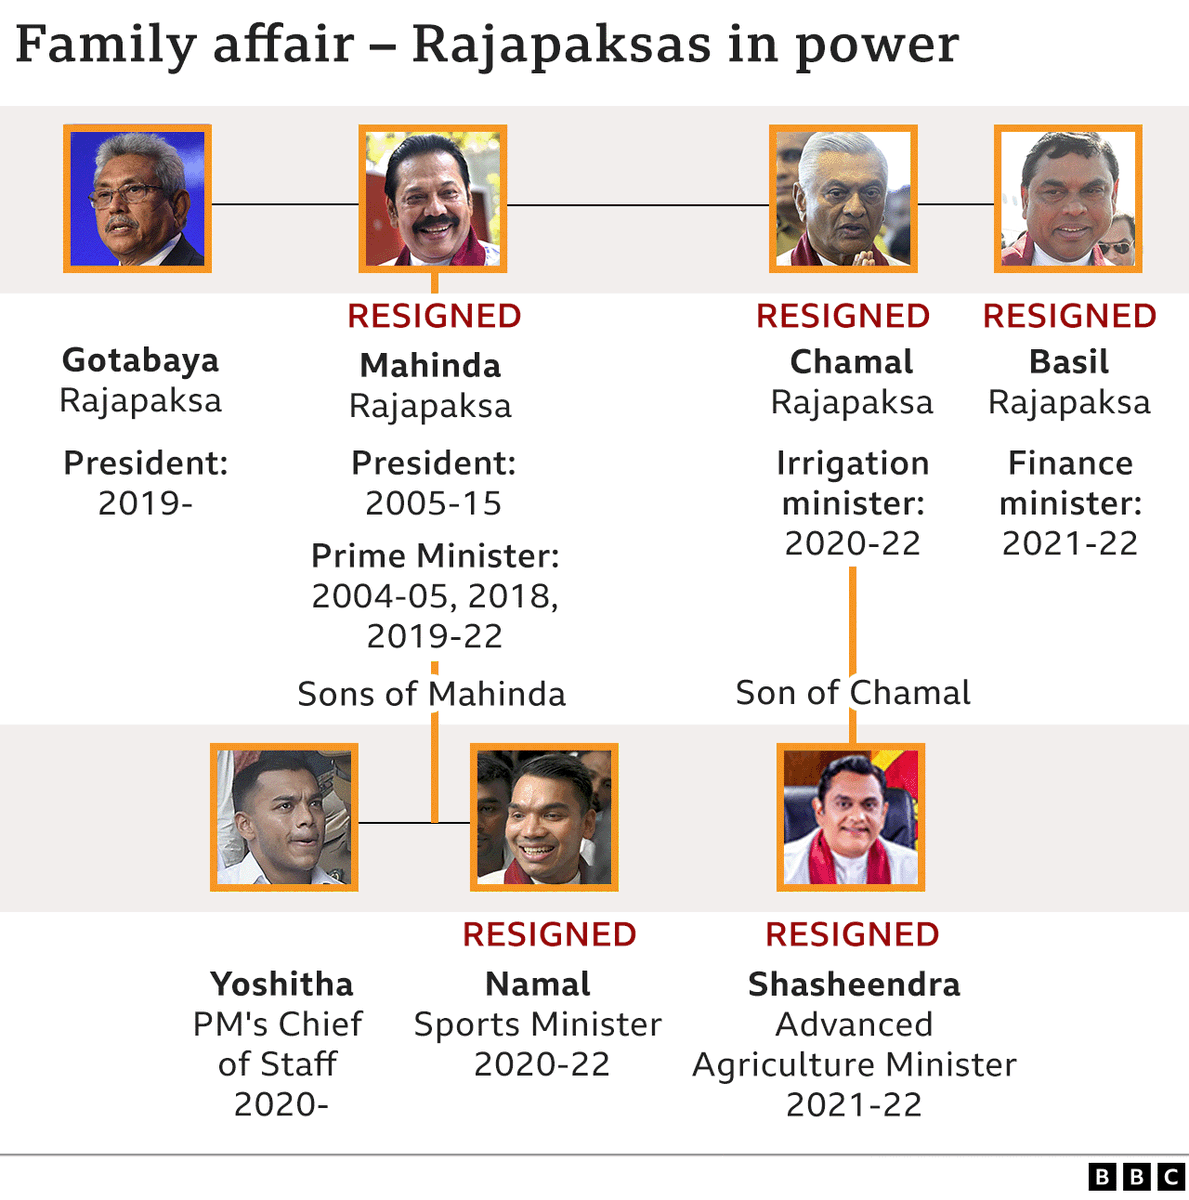 Family affair – Rajapaksas in power
RESIGNED
RESIGNED
RESIGNED
Gotabaya
Rajapaksa
President:
2019-
Mahinda
Rajapaksa
President:
2005-15
Prime Minister:
2004-05, 2018,
2019-22
Chamal
Rajapaksa
Irrigation
minister:
2020-22
Basil
Rajapaksa
Finance
minister:
2021-22
Sons of Mahinda
Son of Chamal
RESIGNED
RESIGNED
Yoshitha
PM's Chief
of Staff
2020-
Namal
Sports Minister
2020-22
Shasheendra
Advanced
Agriculture Minister
2021-22
BBC